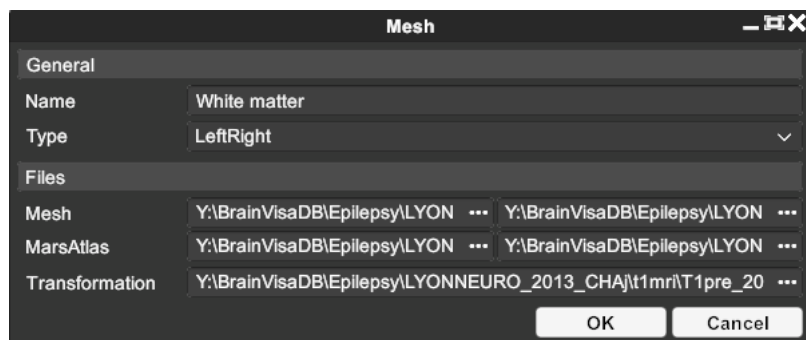 Mesh
General
Name White matter
Type LeftRight
Files
Mesh Y:\BrainVisaDB\Epilepsy\LYON ... Y:\BrainVisaDB\Epilepsy\LYON ...
MarsAtlas Y:\BrainVisaDB\Epilepsy\LYON ... Y:\BrainVisaDB\Epilepsy\LYON ...
Transformation Y:\BrainVisaDB\Epilepsy\LYONNEURO_2013_CHAj\t1mri\T1pre_20 ...
OK Cancel